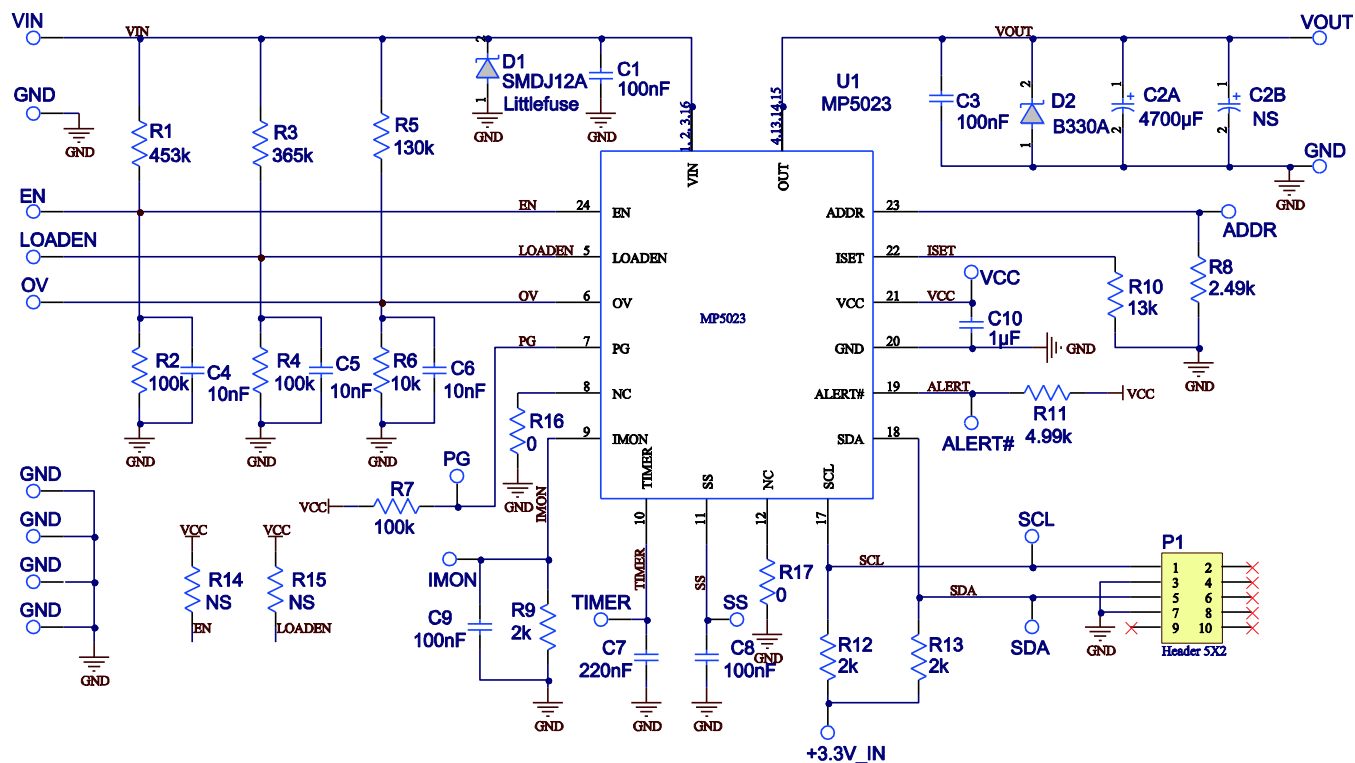 VIN
VIN
GND
GND
R1
453k
R3
365k
R5
130k
2
1
D1
SMDJ12A
Littlefuse
GND
C1
100nF
GND
1, 2, 3,16
4,13,14,15
U1
MP5023
VOUT
VOUT
C3
100nF
2
1
D2
B330A
1
2
+
C2A
4700µF
1
2
+
C2B
NS
GND
GND
VIN
OUT
EN
EN
24
EN
LOADEN
LOADEN
5
LOADEN
OV
OV
6
OV
PG
7
PG
8
NC
9
IMON
MP5023
ADDR
23
ADDR
ISET
22
ISET
VCC
21
VCC
VCC
GND
20
GND
ALERT#
19
ALERT
SDA
18
R10
13k
R8
2.49k
GND
C10
1µF
R11
4.99k
VCC
ALERT#
R2
100k
C4
10nF
GND
R4
100k
C5
10nF
GND
R6
10k
C6
10nF
GND
R16
0
GND
IMON
TIMER
SS
NC
SCL
10
11
12
17
PG
VCC
R7
100k
GND
GND
GND
GND
GND
VCC
R14
NS
EN
VCC
R15
NS
LOADEN
IMON
C9
100nF
R9
2k
GND
TIMER
TIMER
C7
220nF
GND
SS
SS
C8
100nF
GND
R17
0
GND
SCL
SCL
SDA
SDA
R12
2k
R13
2k
+3.3V_IN
P1
1
2
3
4
5
6
7
8
9
10
Header 5X2
GND